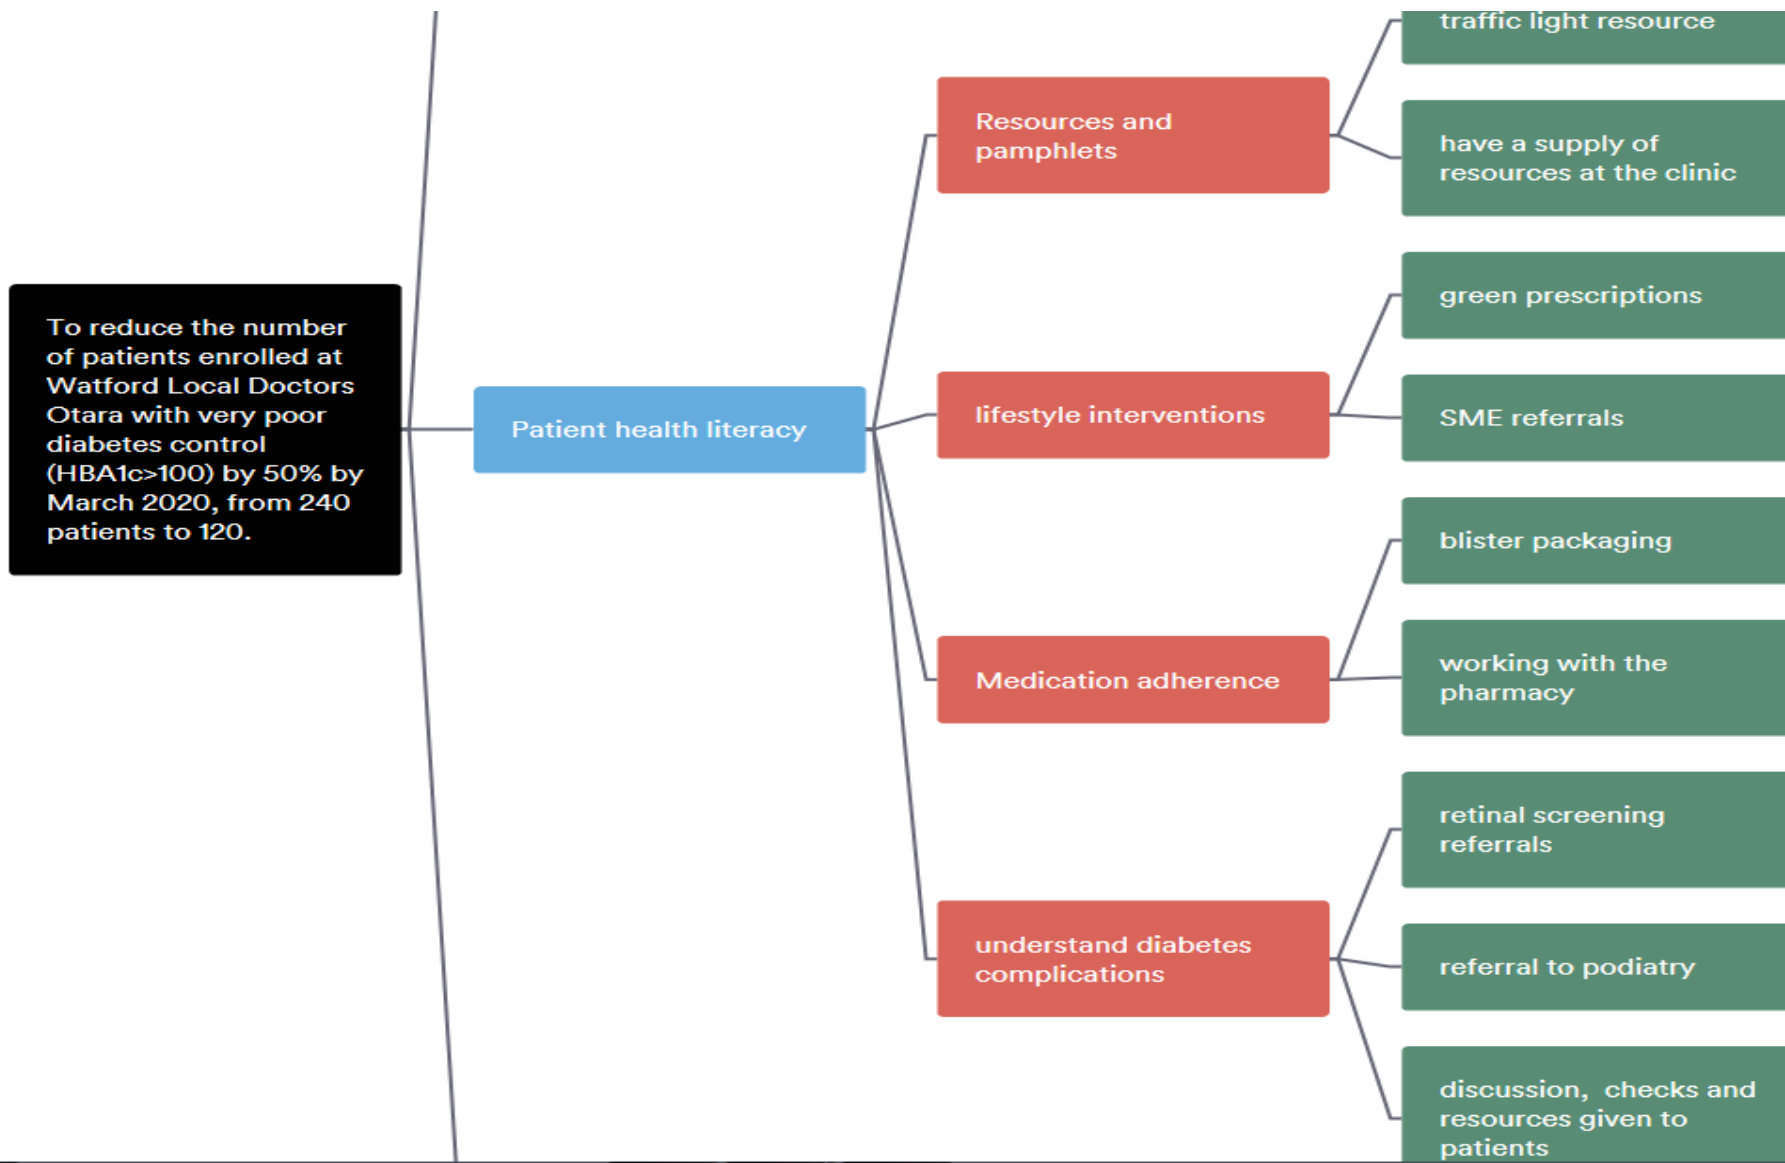 To reduce the number
of patients enrolled at
Watford Local Doctors
Otara with very poor
diabetes control
(HBA1c>100) by 50% by
March 2020, from 240
patients to 120.
Patient health literacy
Resources and
pamphlets
traffic light resource
have a supply of
resources at the clinic
lifestyle interventions
green prescriptions
SME referrals
Medication adherence
blister packaging
working with the
pharmacy
understand diabetes
complications
retinal screening
referrals
referral to podiatry
discussion,  checks and
resources given to
patients